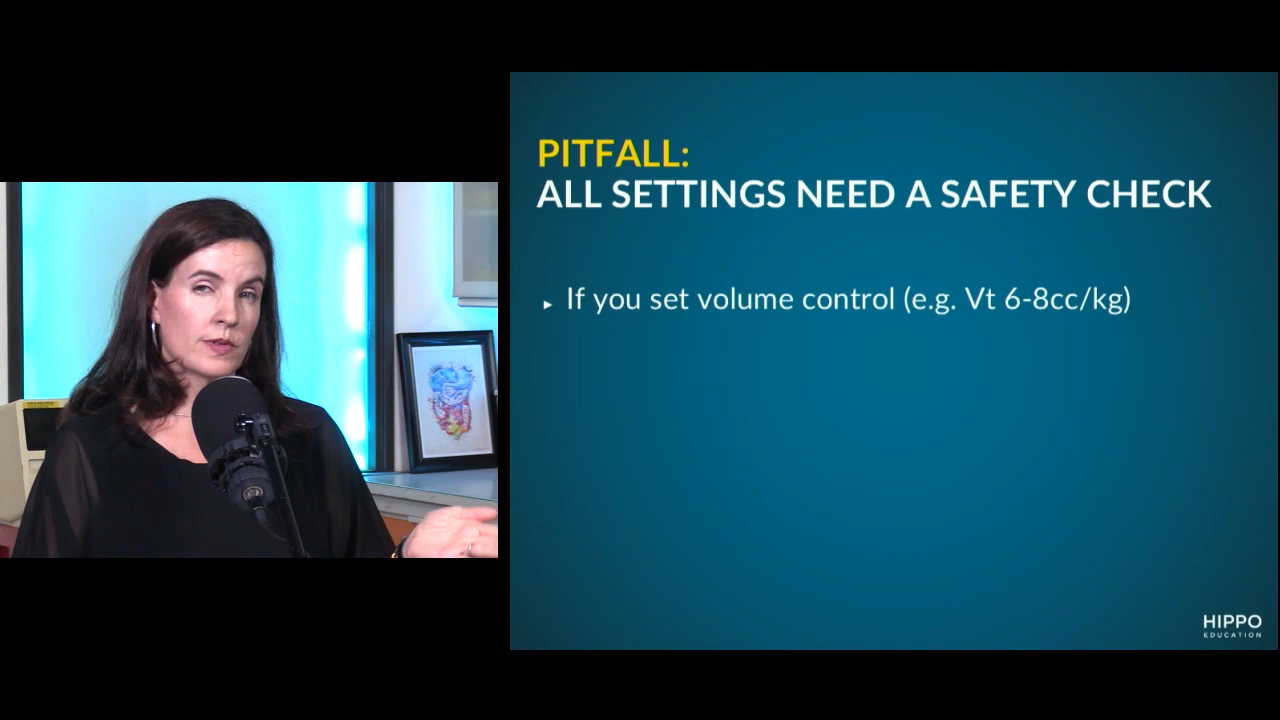 PITFALL:
ALL SETTINGS NEED A SAFETY CHECK
▸ If you set volume control (e.g. Vt 6-8cc/kg)
HIPPO
EDUCATION